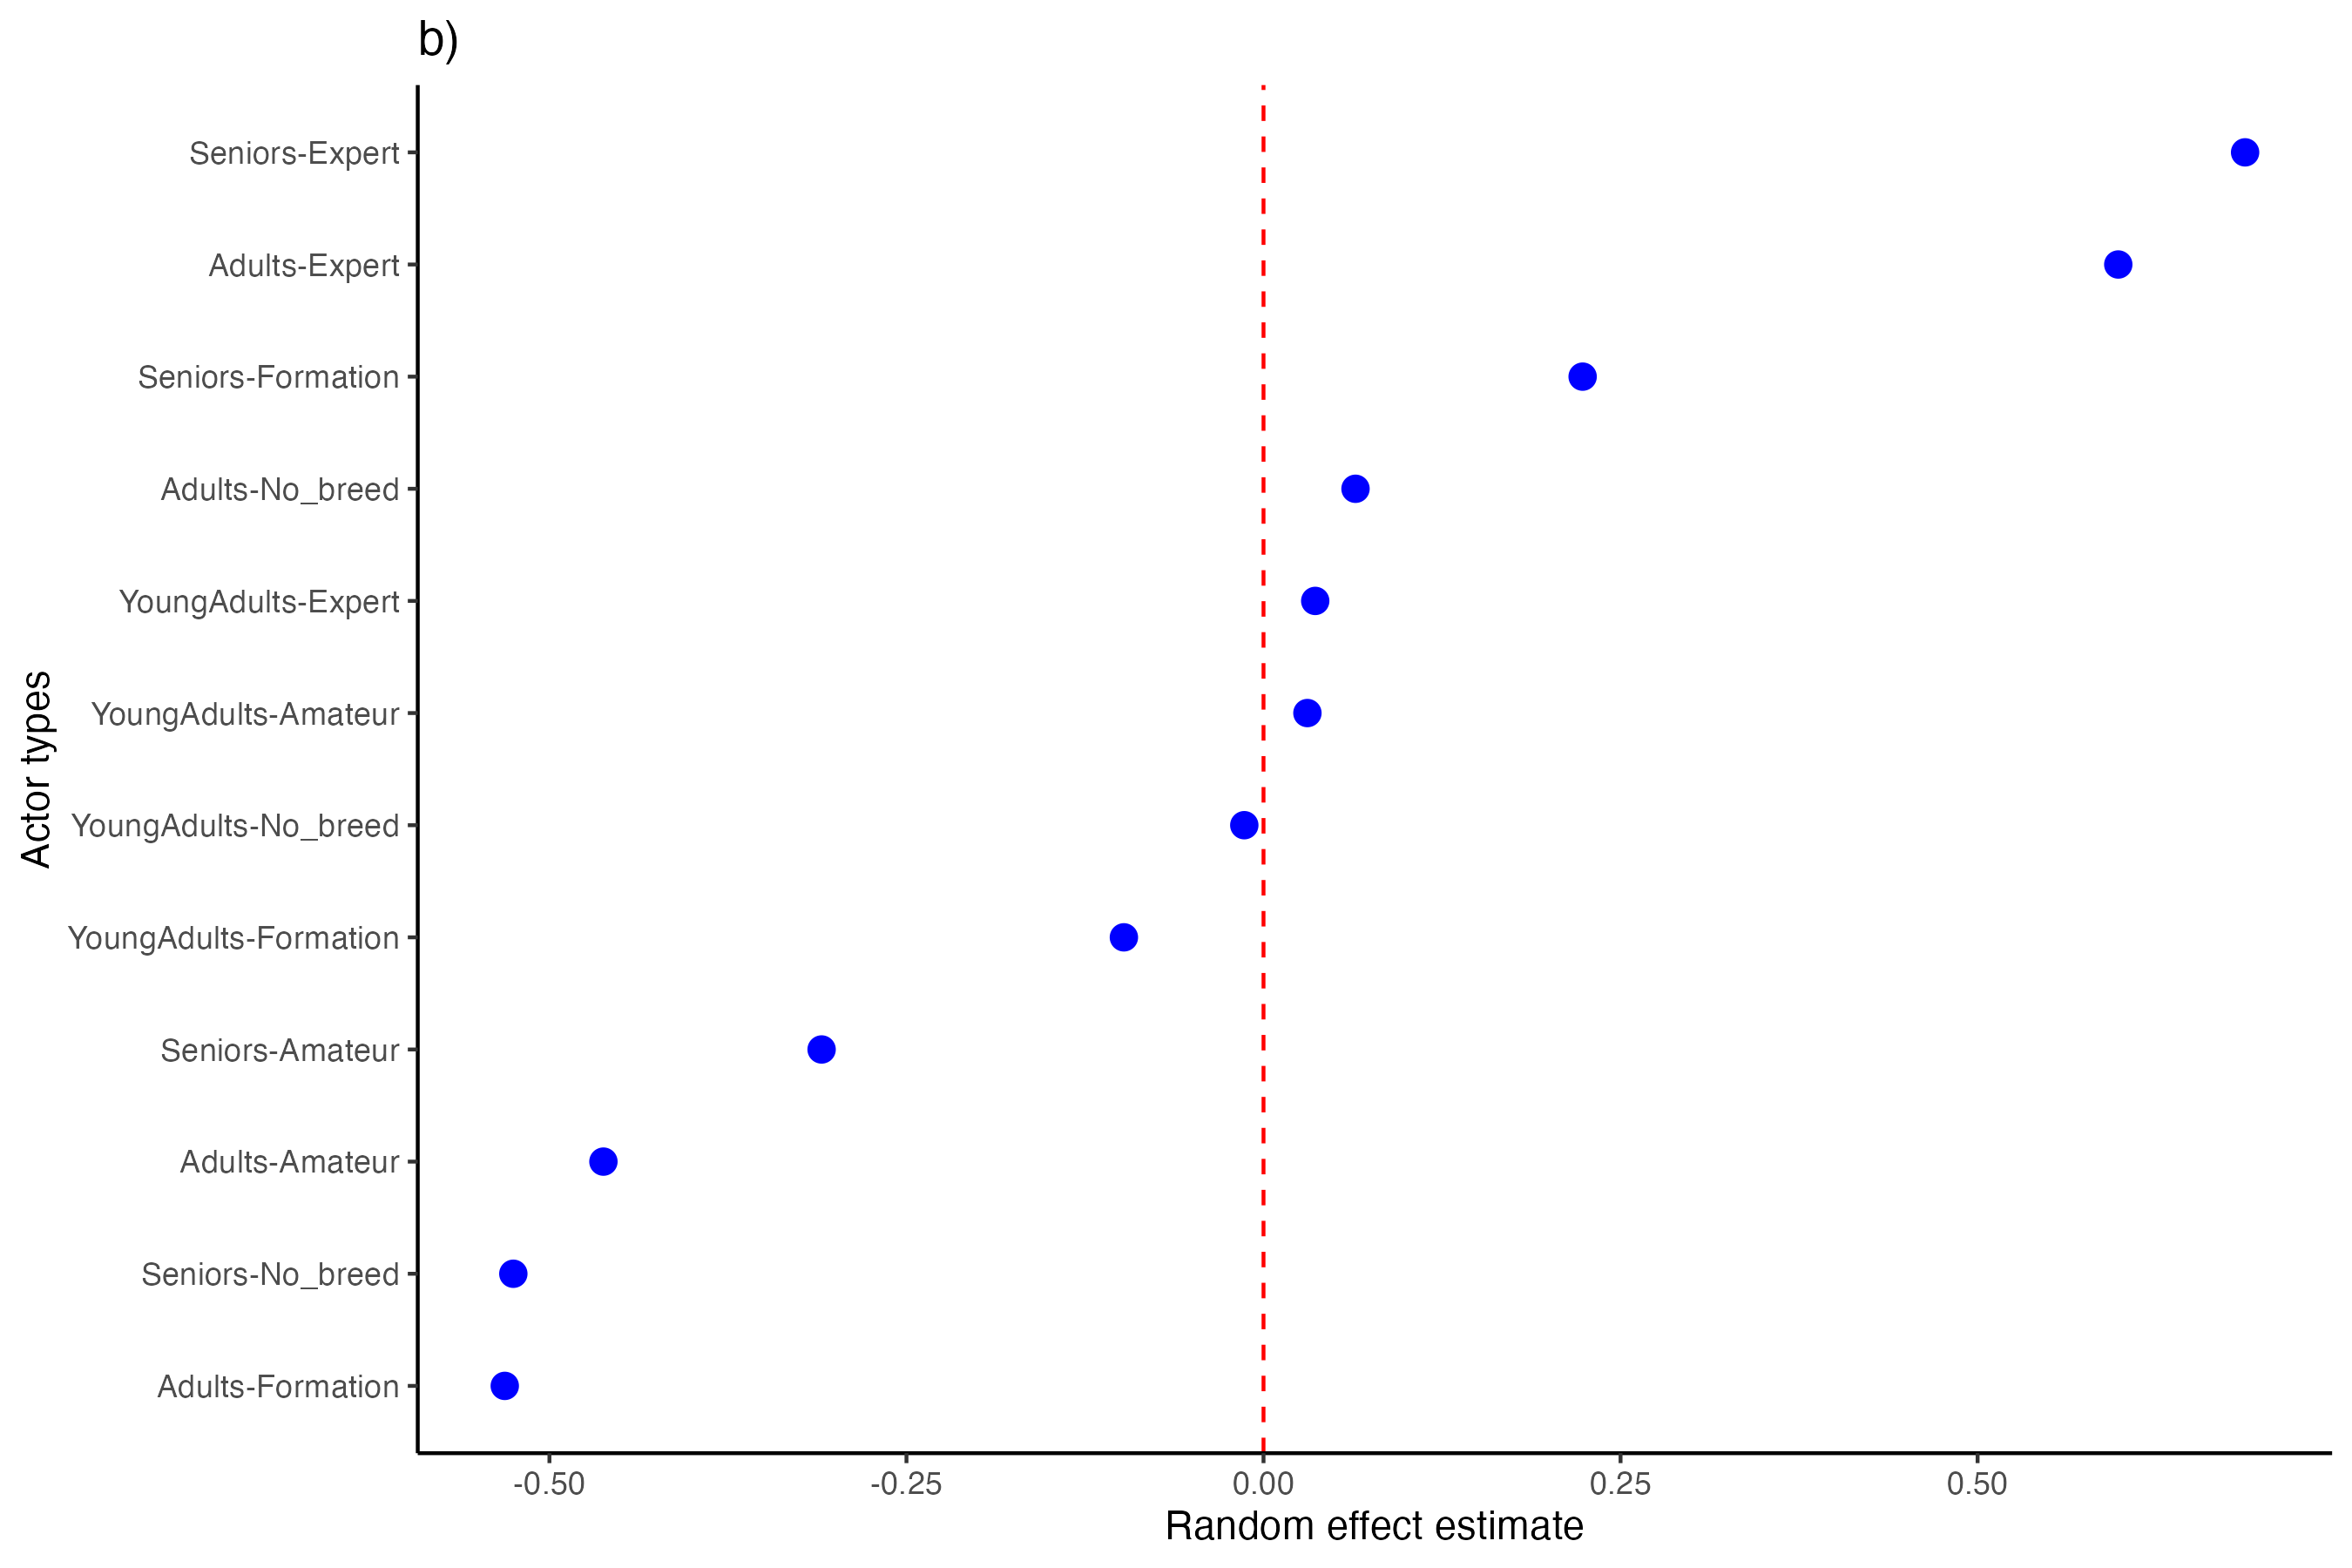 b)
Seniors-Expert
Adults-Expert
Seniors-Formation
Adults-No_breed
YoungAdults-Expert
YoungAdults-Amateur
YoungAdults-No_breed
YoungAdults-Formation
Seniors-Amateur
Adults-Amateur
Seniors-No_breed
Adults-Formation
Actor types
-0.50 -0.25 0.00 0.25 0.50
Random effect estimate